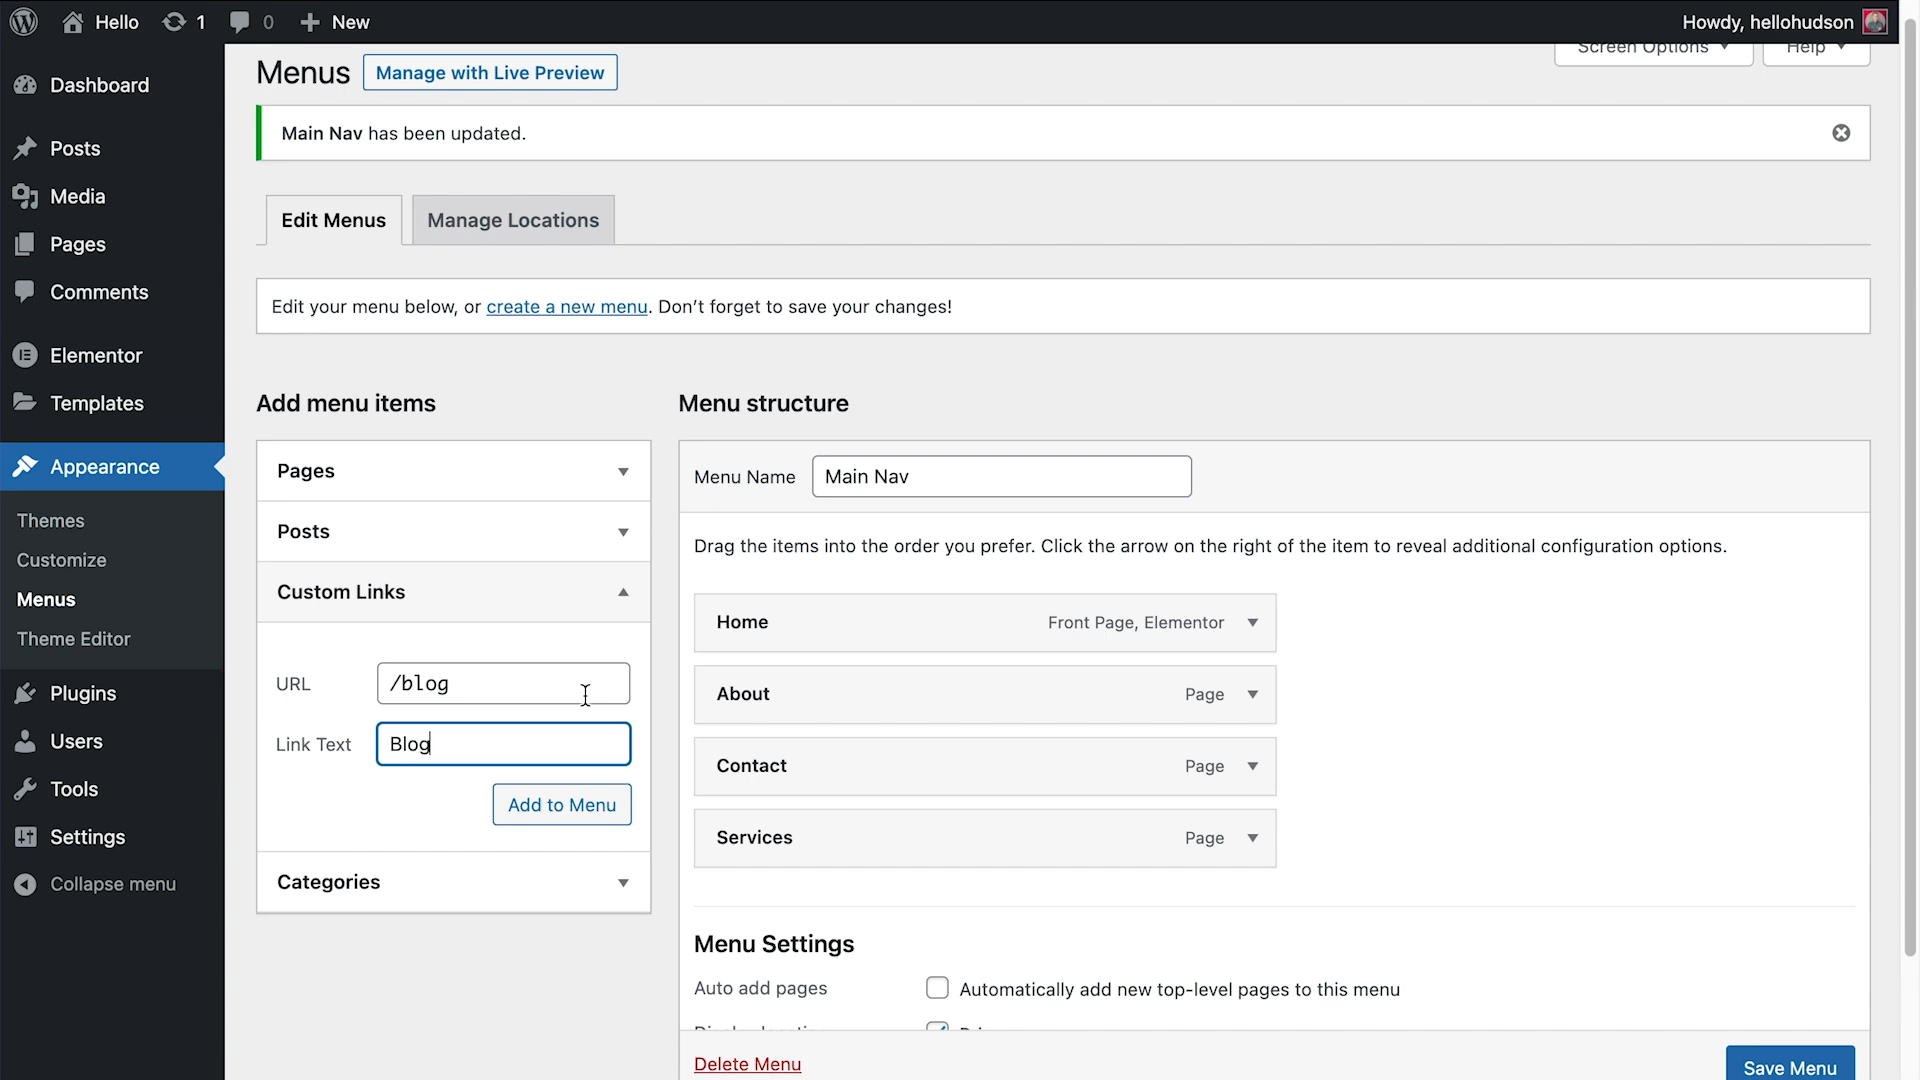 Hello 1 0 New Howdy, hellohudson
Screen Options Help
Menus Manage with Live Preview
Main Nav has been updated.
Edit Menus Manage Locations
Edit your menu below, or create a new menu. Don't forget to save your changes!
Dashboard
Posts
Media
Pages
Comments
Elementor
Templates
Appearance
Themes
Customize
Menus
Theme Editor
Plugins
Users
Tools
Settings
Collapse menu
Add menu items
Pages
Posts
Custom Links
URL /blog
Link Text Blog
Add to Menu
Categories
Menu structure
Menu Name Main Nav
Drag the items into the order you prefer. Click the arrow on the right of the item to reveal additional configuration options.
Home Front Page, Elementor
About Page
Contact Page
Services Page
Menu Settings
Auto add pages Automatically add new top-level pages to this menu
Delete Menu Save Menu